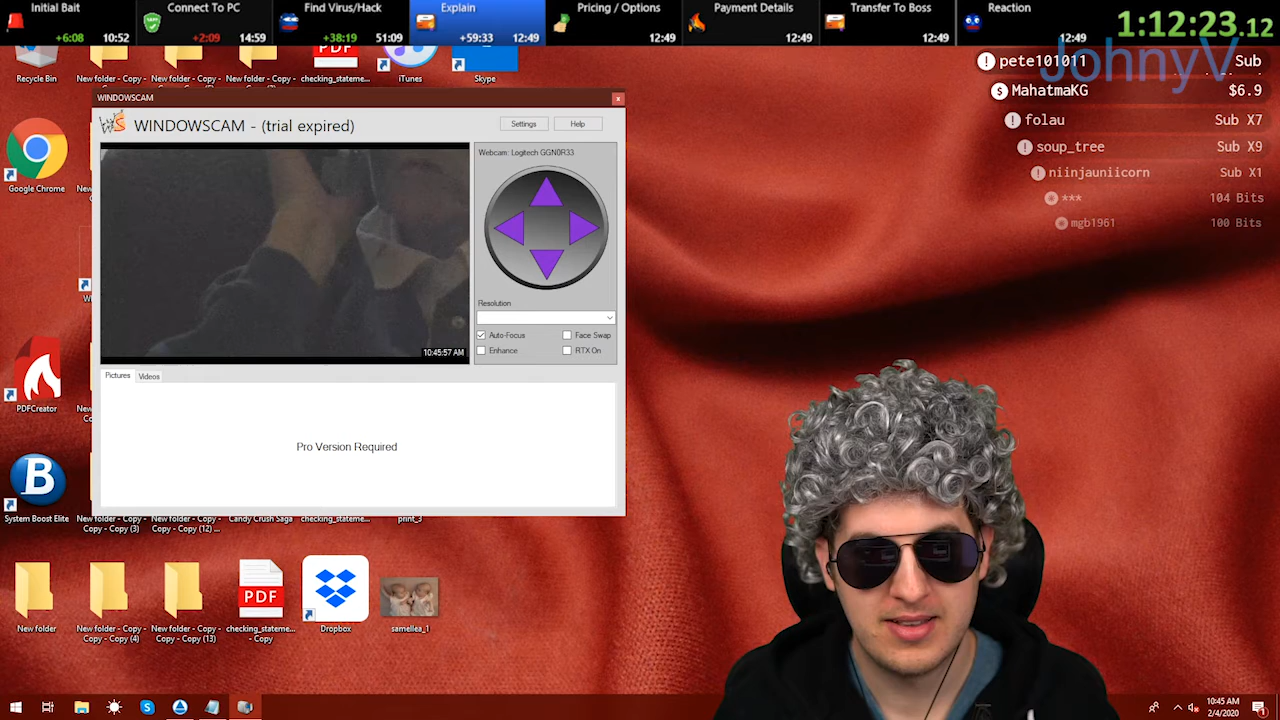 Initial Bait
+6:08 10:52
Connect To PC
+2:09 14:59
Find Virus/Hack
+38:19 51:09
Explain
+59:33 12:49
Pricing / Options
12:49
Payment Details
12:49
Transfer To Boss
12:49
Reaction
12:49
1:12:23.12
JohnyV
pete101011 Sub
MahatmaKG $6.9
folau Sub X7
soup_tree Sub X9
niinjauniicorn Sub X1
*** 104 Bits
mgb1961 100 Bits
Recycle Bin
New folder - Copy - Copy (5)
New folder - Copy - Copy (7)
checking_stateme...
iTunes
Skype
PDF
WINDOWSCAM
x
WS
WINDOWSCAM - (trial expired)
Settings
Help
Webcam: Logitech GGN0R33
Resolution
Auto-Focus
Face Swap
Enhance
RTX On
10:45:57 AM
Pictures
Videos
Pro Version Required
Google Chrome
PDFCreator
B
System Boost Elite
New folder - Copy - Copy (3)
New folder - Copy - Copy (12) ...
Candy Crush Saga
checking_stateme...
print_3
PDF
New folder
New folder - Copy - Copy (4)
New folder - Copy - Copy (13)
checking_stateme... - Copy
Dropbox
samellea_1
10:45 AM
2/4/2020
1